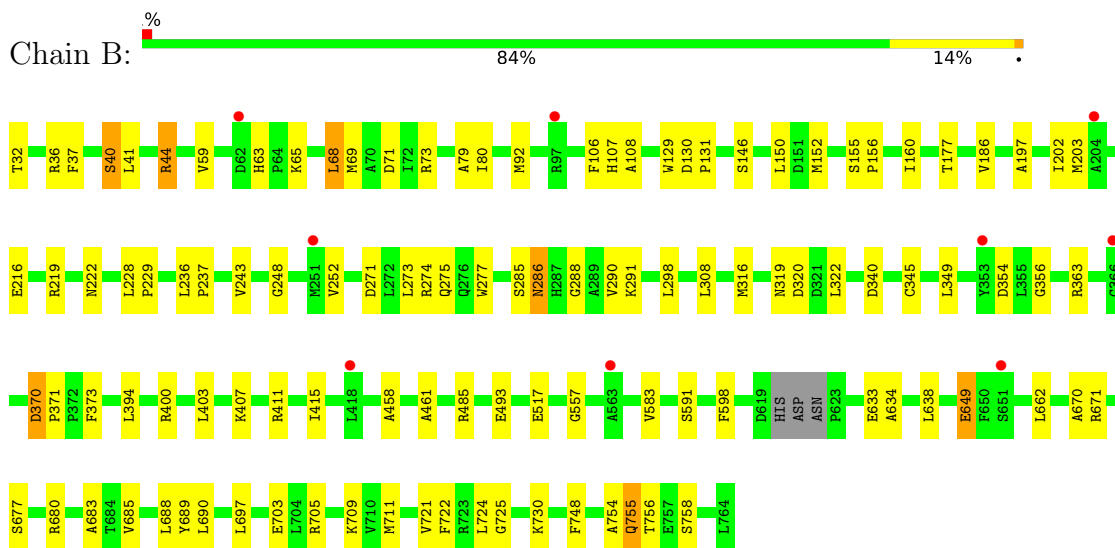 %
Chain B:
84% 14% •
T32 R36 F37 S40 L41 R44 V59 D62 H63 P64 K65 L68 M69 A70 D71 I72 R73 A79 I80 M92 R97 F106 H107 A108 W129 D130 P131 S146 L150 D151 M152 S155 P156 I160 T177 V186 A197 I202 M203 A204
E216 R219 N222 L228 P229 L236 P237 V243 G248 M251 V252 D271 L272 L273 R274 Q275 Q276 W277 S285 N286 H287 G288 A289 V290 K291 L298 L308 M316 N319 D320 D321 L322 D340 C345 L349 Y353 D354 L355 G356 R363 G366
D370 P371 P372 F373 L394 R400 L403 K407 R411 I415 L418 A458 A461 R485 E493 E517 G557 A563 V583 S591 F598 D619 HIS ASP ASN P623 E633 A634 L638 E649 F650 S651 L662 A670 R671
S677 R680 A683 T684 V685 L688 Y689 L690 L697 E703 L704 R705 K709 V710 M711 V721 F722 R723 L724 G725 K730 F748 A754 Q755 T756 E757 S758 L764